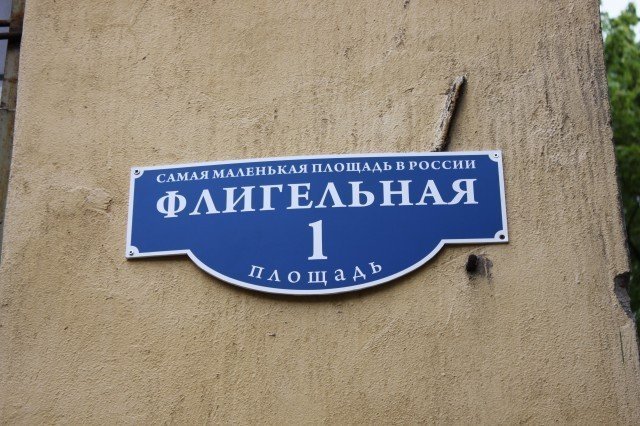 САМАЯ МАЛЕНЬКАЯ ПЛОЩАДЬ В РОССИИ
ФЛИГЕЛЬНАЯ
1
ПЛОЩАДЬ